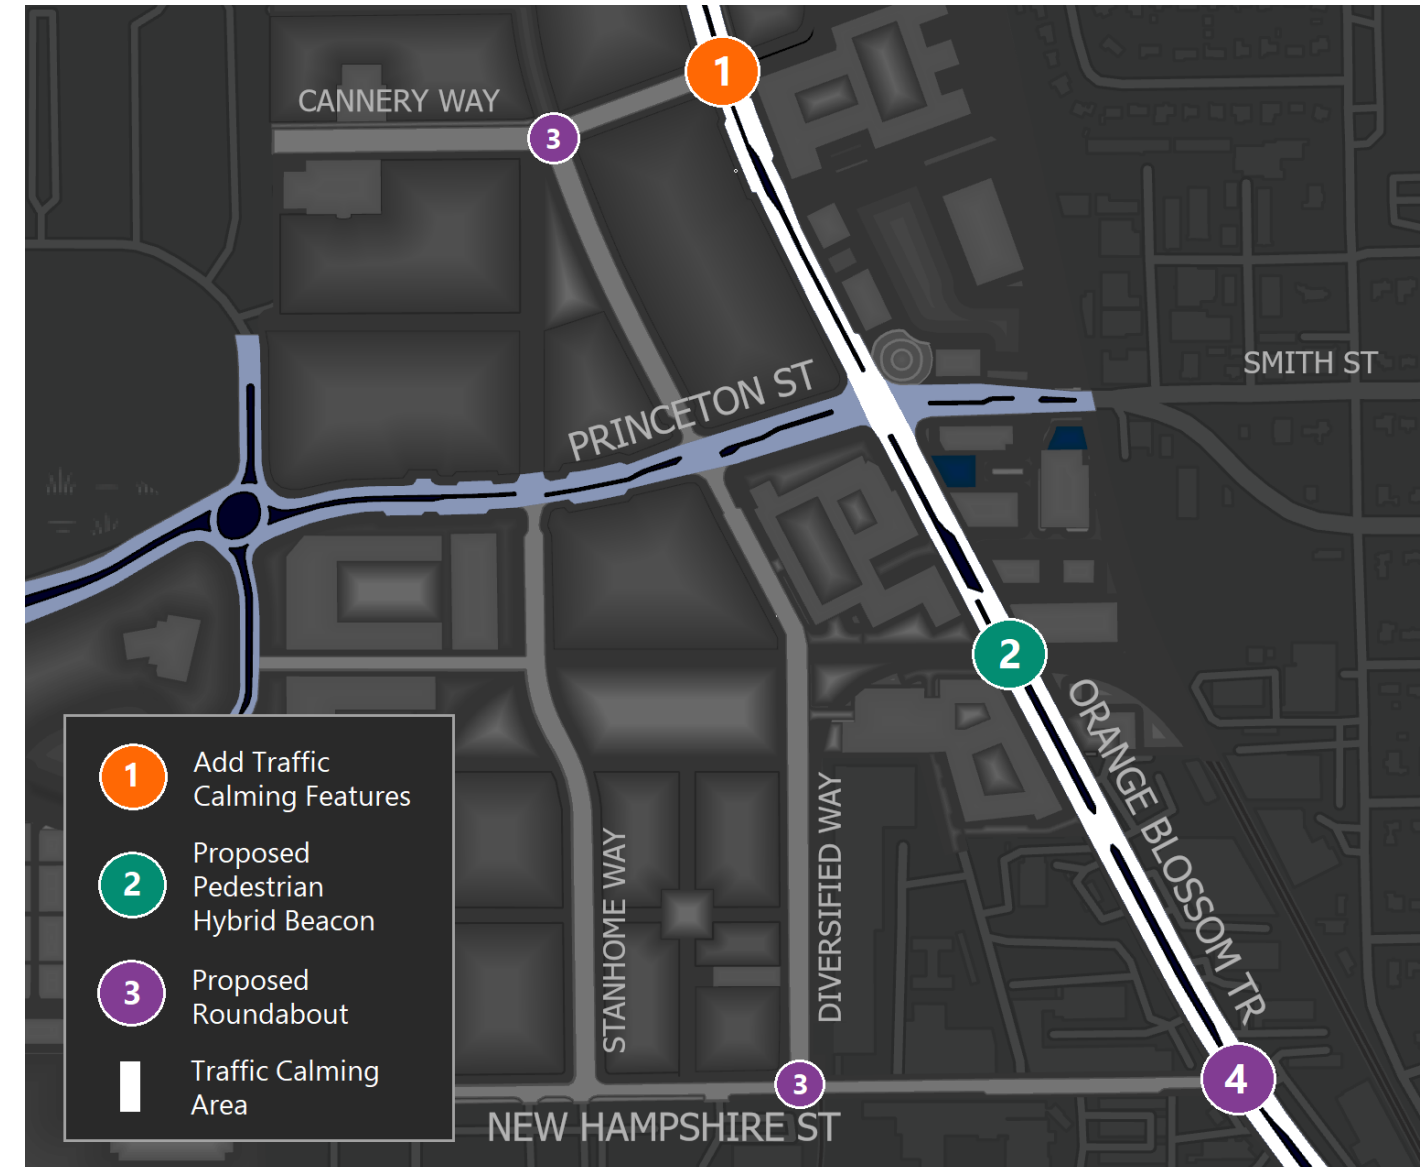 1
CANNERY WAY
3
SMITH ST
PRINCETON ST
2
ORANGE BLOSSOM TR
1
Add Traffic
Calming Features
2
Proposed
Pedestrian
Hybrid Beacon
3
Proposed
Roundabout
Traffic Calming
Area
STANHOME WAY
DIVERSIFIED WAY
3
4
NEW HAMPSHIRE ST